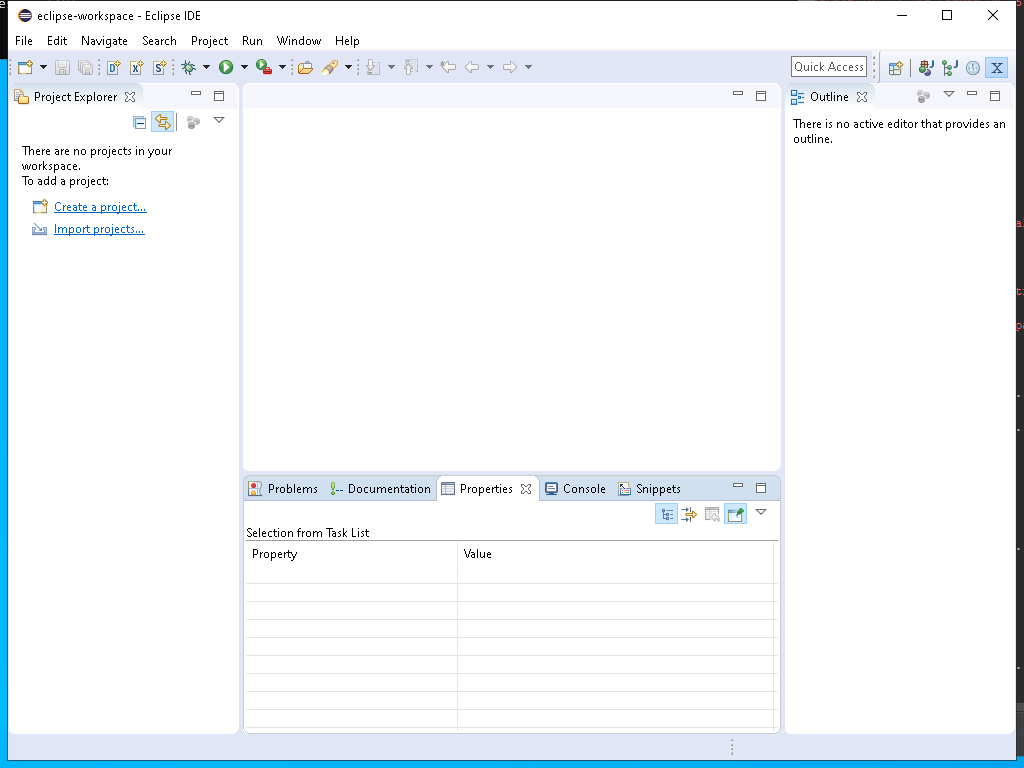 eclipse-workspace - Eclipse IDE
File Edit Navigate Search Project Run Window Help
Quick Access
Project Explorer
There are no projects in your
workspace.
To add a project:
Create a project...
Import projects...
Outline
There is no active editor that provides an
outline.
Problems Documentation Properties Console Snippets
Selection from Task List
Property Value